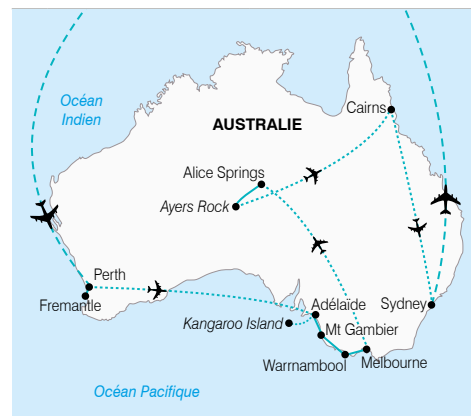 Océan
Indien
Cairns
AUSTRALIE
Alice Springs
Ayers Rock
Perth
Fremantle
Adélaïde
Sydney
Kangaroo Island
Mt Gambier
Warrnambool
Melbourne
Océan Pacifique